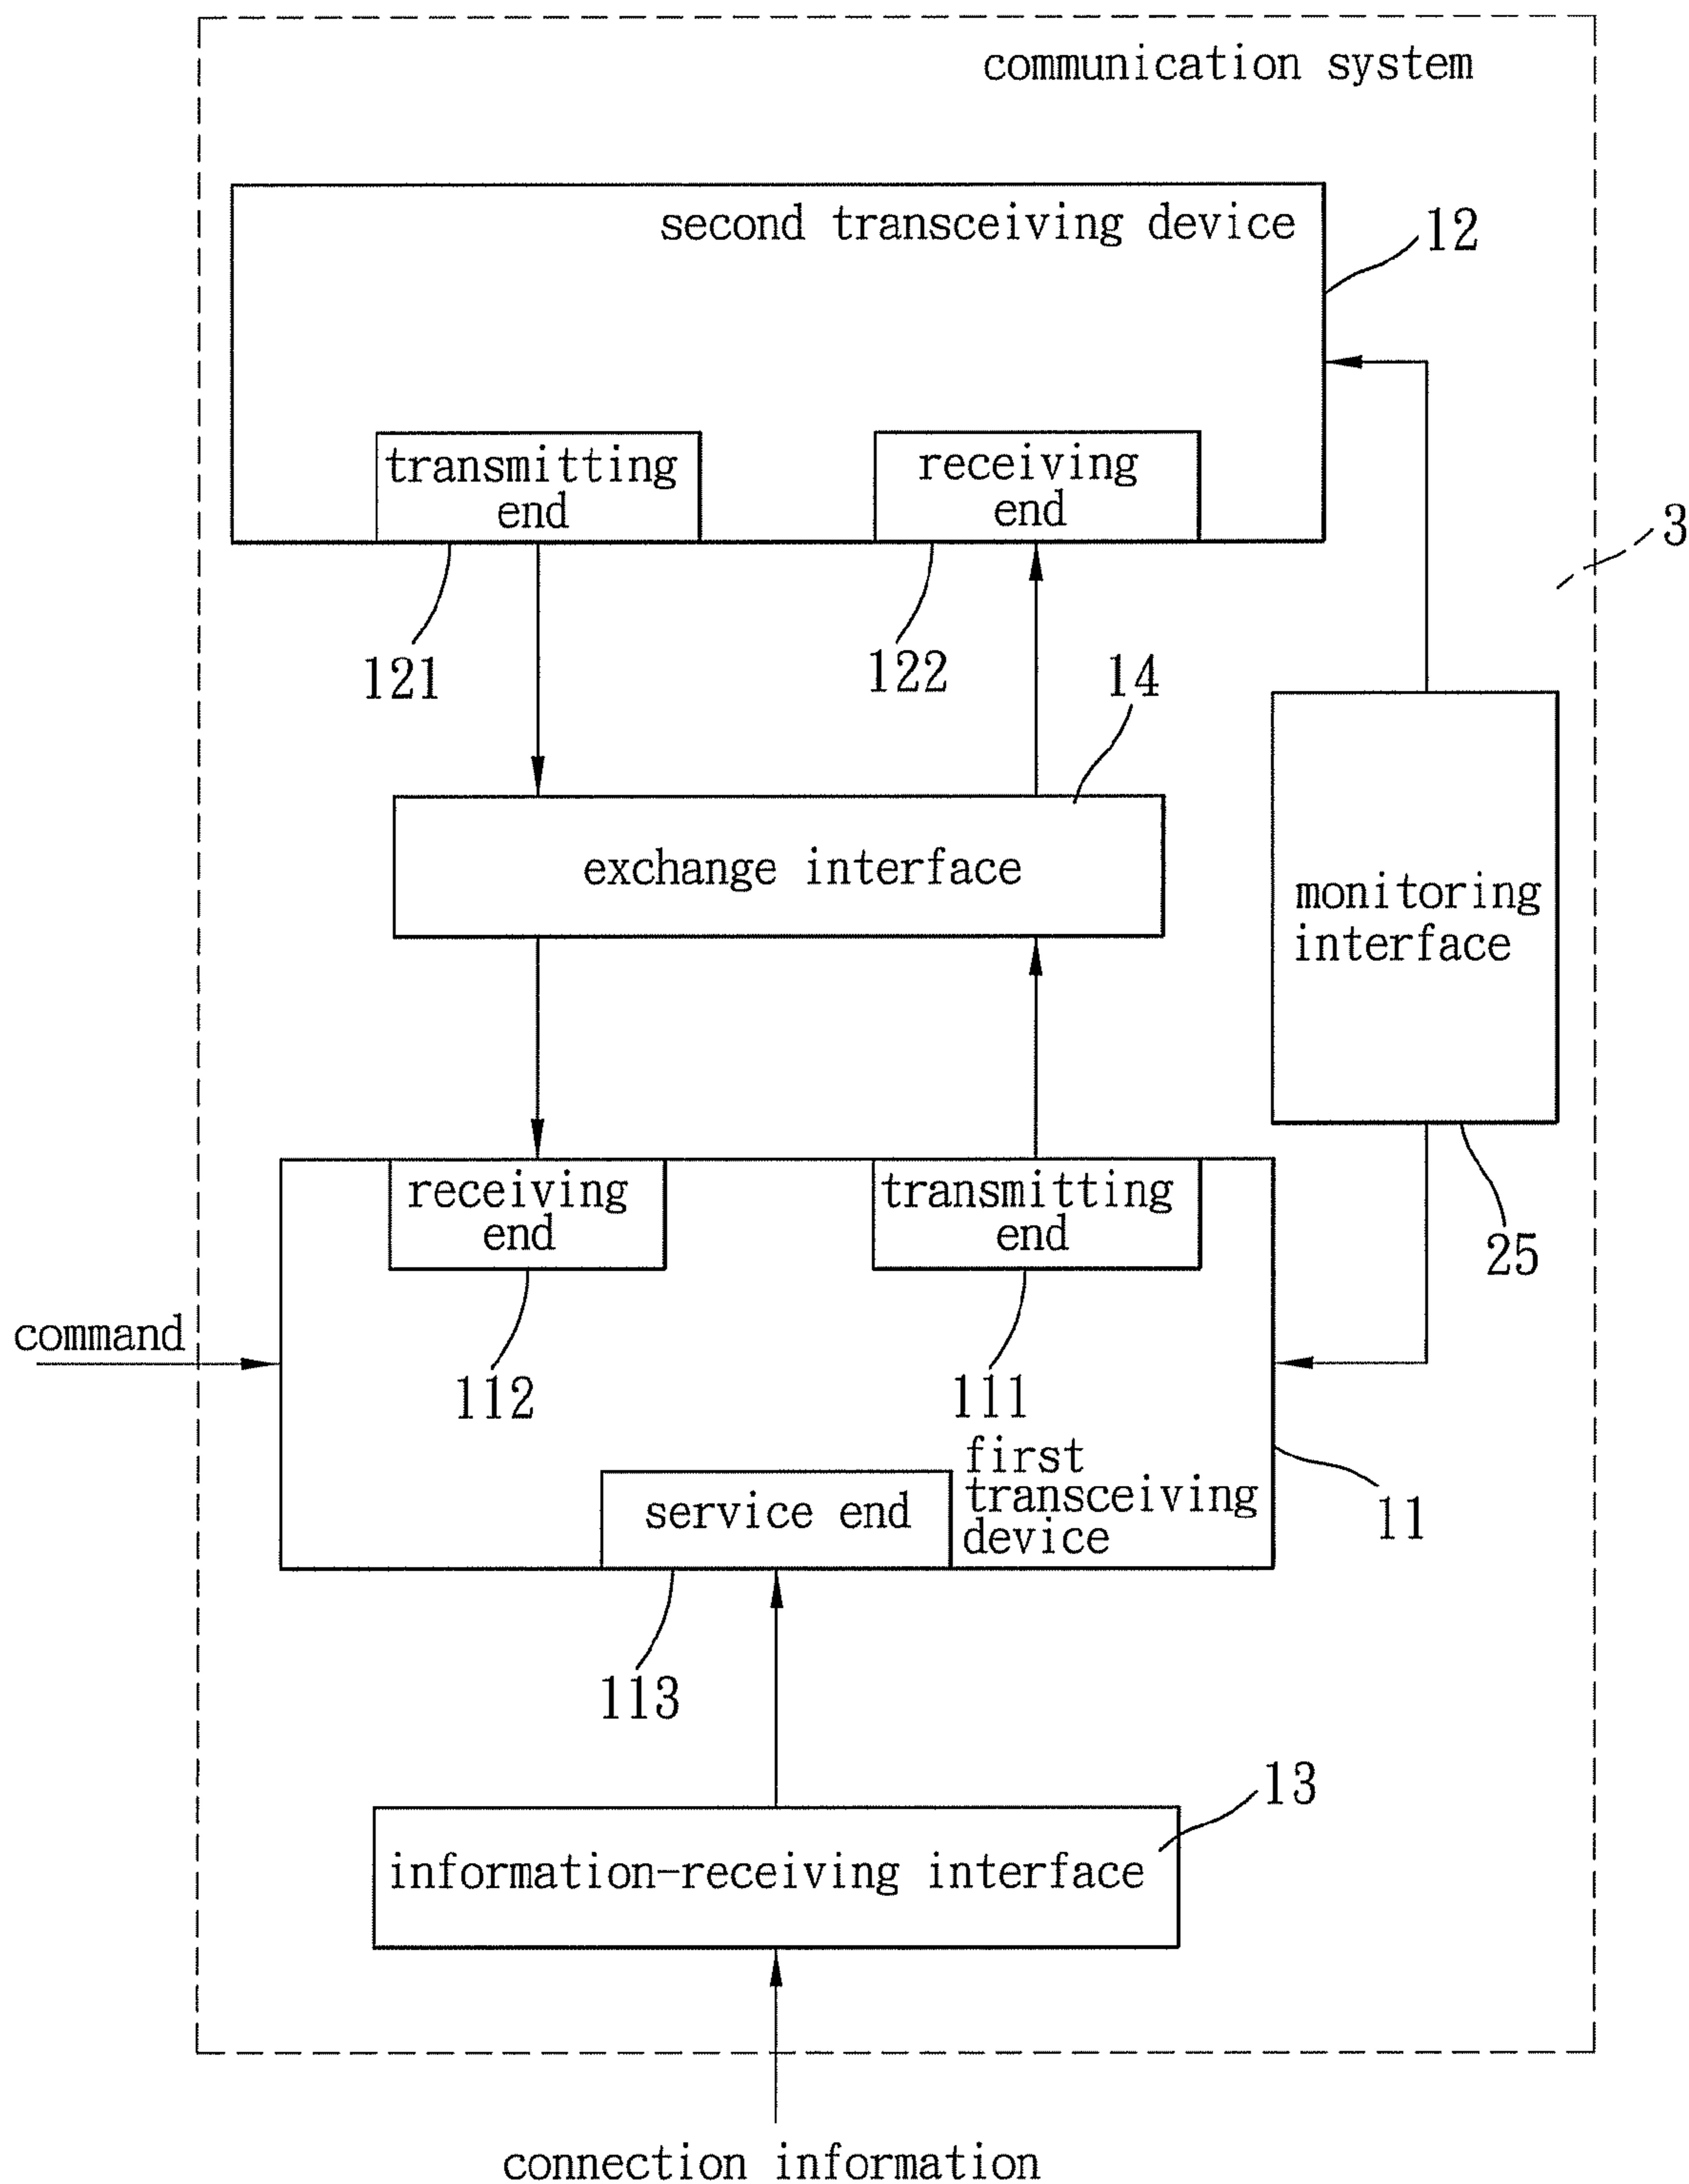 communication system
second transceiving device
12
transmitting
end
receiving
end
3
121
122
14
exchange interface
monitoring
interface
receiving
end
transmitting
end
25
command
112
111
first
transceiving
device
service end
11
113
13
information-receiving interface
connection information